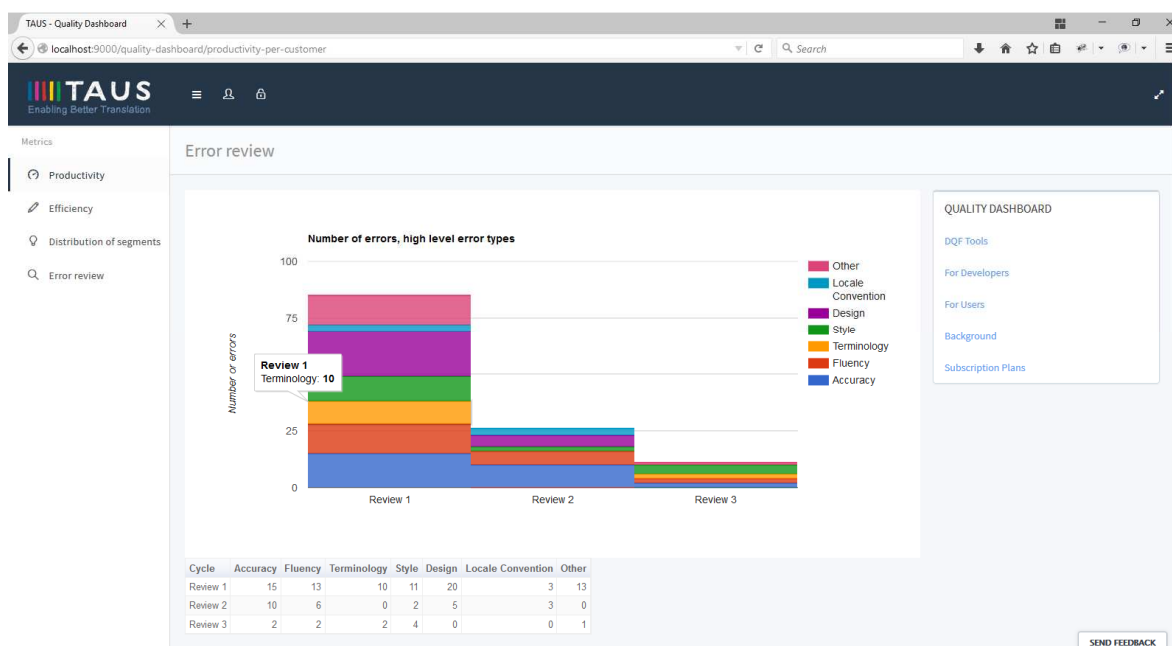 TAUS - Quality Dashboard
localhost:9000/quality-dashboard/productivity-per-customer
Search
TAUS
Enabling Better Translation
Metrics
Productivity
Efficiency
Distribution of segments
Error review
Error review
Number of errors, high level error types
Number or errors
100
75
25
0
Review 1
Terminology: 10
Review 1
Review 2
Review 3
Other
Locale
Convention
Design
Style
Terminology
Fluency
Accuracy
Cycle Accuracy Fluency Terminology Style Design Locale Convention Other
Review 1 15 13 10 11 20 3 13
Review 2 10 6 0 2 5 3 0
Review 3 2 2 2 4 0 0 1
QUALITY DASHBOARD
DQF Tools
For Developers
For Users
Background
Subscription Plans
SEND FEEDBACK